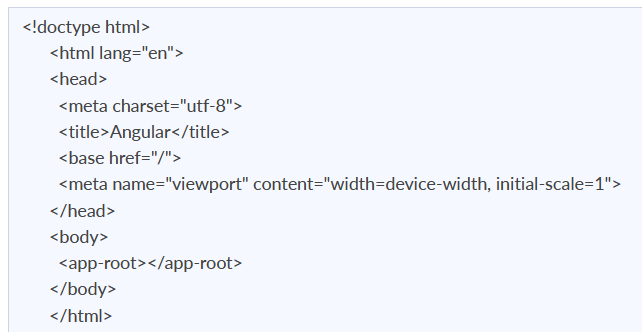 <!doctype html>
<html lang="en">
<head>
<meta charset="utf-8">
<title>Angular</title>
<base href="/">
<meta name="viewport" content="width=device-width, initial-scale=1">
</head>
<body>
<app-root></app-root>
</body>
</html>